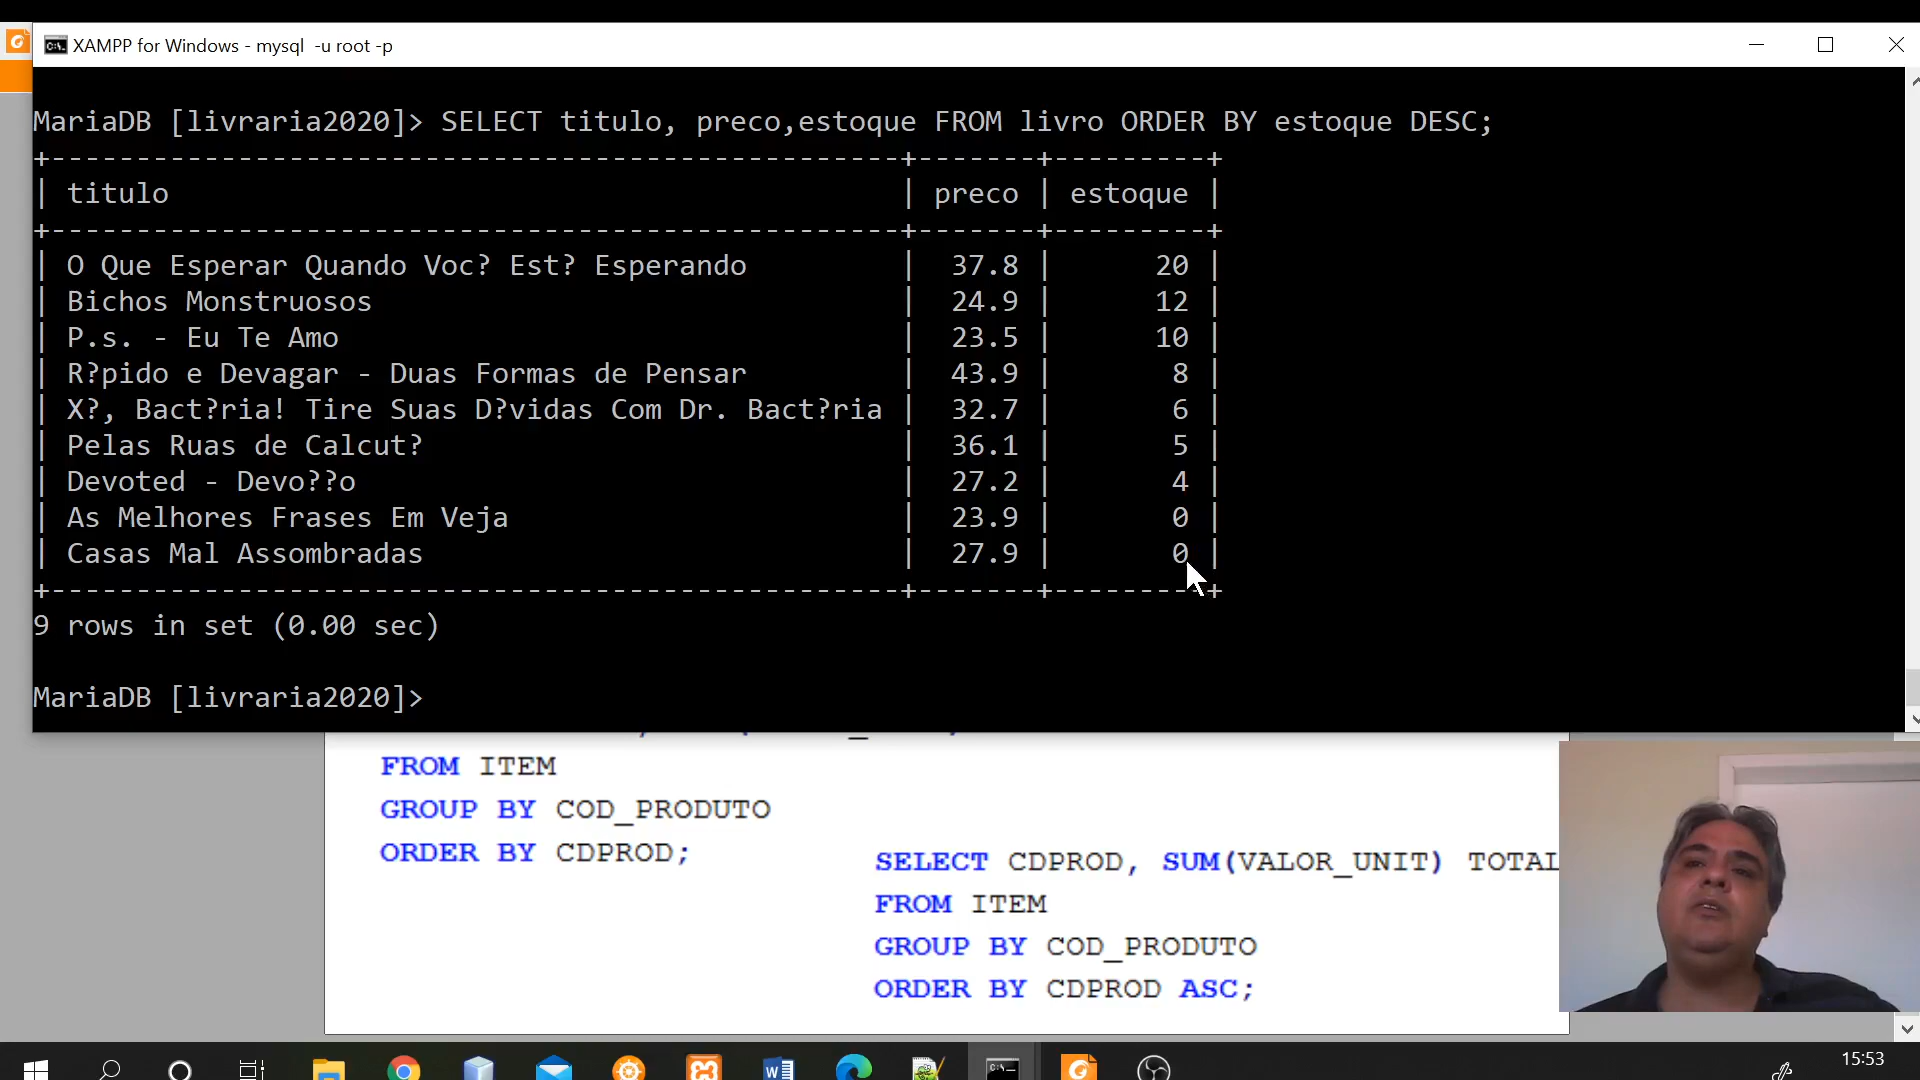 XAMPP for Windows - mysql  -u root -p
MariaDB [livraria2020]> SELECT titulo, preco,estoque FROM livro ORDER BY estoque DESC;
+--------------------------------------------------+-------+---------+
| titulo | preco | estoque |
+--------------------------------------------------+-------+---------+
| O Que Esperar Quando Voc? Est? Esperando | 37.8 | 20 |
| Bichos Monstruosos | 24.9 | 12 |
| P.s. - Eu Te Amo | 23.5 | 10 |
| R?pido e Devagar - Duas Formas de Pensar | 43.9 | 8 |
| X?, Bact?ria! Tire Suas D?vidas Com Dr. Bact?ria | 32.7 | 6 |
| Pelas Ruas de Calcut? | 36.1 | 5 |
| Devoted - Devo??o | 27.2 | 4 |
| As Melhores Frases Em Veja | 23.9 | 0 |
| Casas Mal Assombradas | 27.9 | 0 |
+--------------------------------------------------+-------+---------+
9 rows in set (0.00 sec)
MariaDB [livraria2020]>
FROM ITEM
GROUP BY COD_PRODUTO
ORDER BY CDPROD;
SELECT CDPROD, SUM(VALOR_UNIT) TOTAL
FROM ITEM
GROUP BY COD_PRODUTO
ORDER BY CDPROD ASC;
15:53